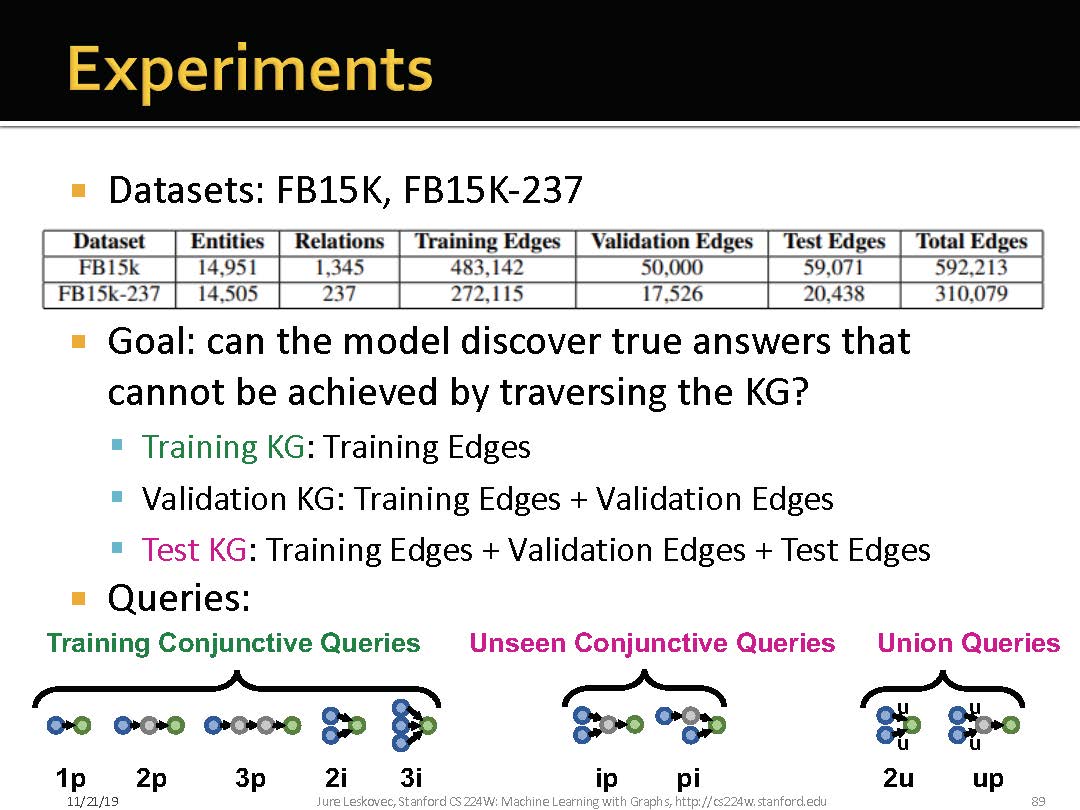 Experiments
Datasets: FB15K, FB15K-237
Dataset Entities Relations Training Edges Validation Edges Test Edges Total Edges
FB15k 14,951 1,345 483,142 50,000 59,071 592,213
FB15k-237 14,505 237 272,115 17,526 20,438 310,079
Goal: can the model discover true answers that
cannot be achieved by traversing the KG?
Training KG: Training Edges
Validation KG: Training Edges + Validation Edges
Test KG: Training Edges + Validation Edges + Test Edges
Queries:
Training Conjunctive Queries Unseen Conjunctive Queries Union Queries
u u
u u
1p 2p 3p 2i 3i ip pi 2u up
11/21/19 Jure Leskovec, Stanford CS224W: Machine Learning with Graphs, http://cs224w.stanford.edu 89